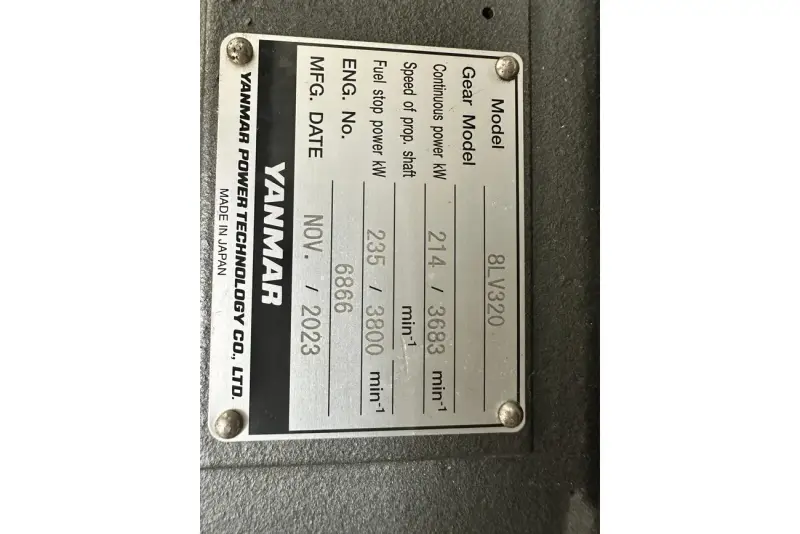 Model 8LV320
Gear Model
Continuous power kW 214 / 3683 min-1
Speed of prop. shaft min-1
Fuel stop power kW 235 / 3800 min-1
ENG. No. 6866
MFG. DATE NOV. / 2023
YANMAR
YANMAR POWER TECHNOLOGY CO., LTD.
MADE IN JAPAN